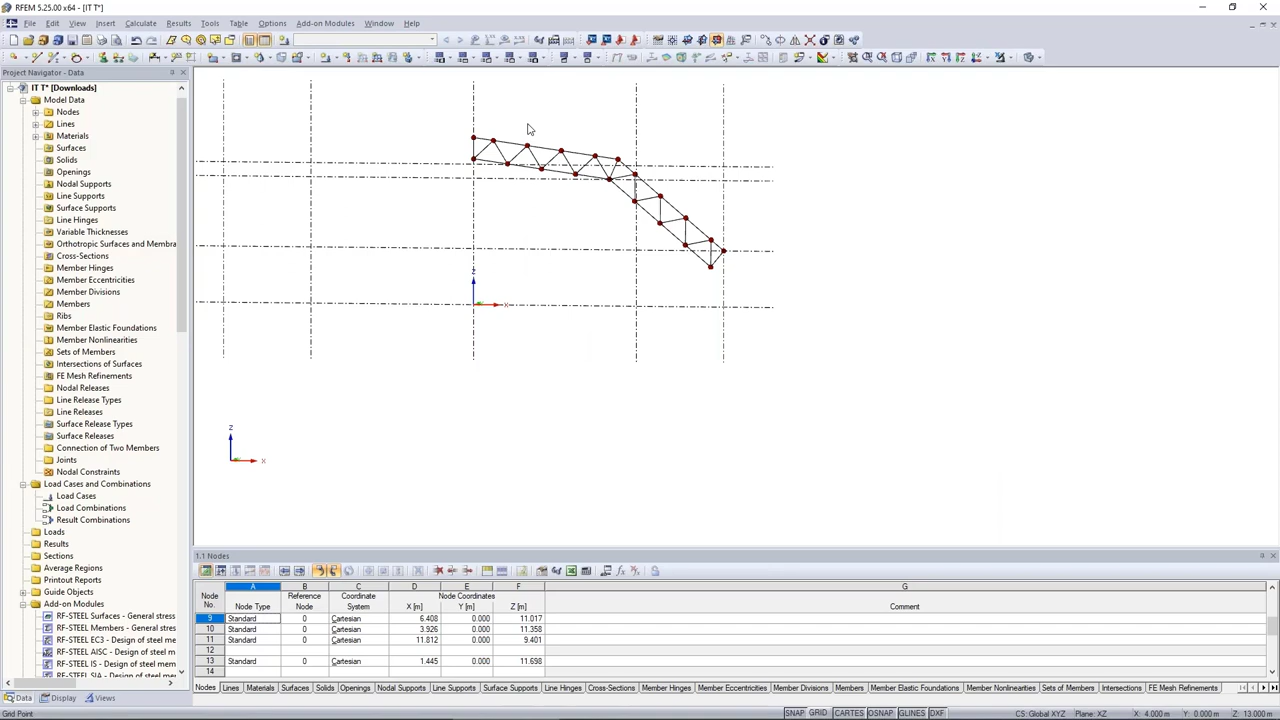 RFEM 5.25.00 x64 - [IT T*]
File Edit View Insert Calculate Results Tools Table Options Add-on Modules Window Help
Project Navigator - Data
IT T* [Downloads]
Model Data
Nodes
Lines
Materials
Surfaces
Solids
Openings
Nodal Supports
Line Supports
Surface Supports
Line Hinges
Variable Thicknesses
Orthotropic Surfaces and Membra
Cross-Sections
Member Hinges
Member Eccentricities
Member Divisions
Members
Ribs
Member Elastic Foundations
Member Nonlinearities
Sets of Members
Intersections of Surfaces
FE Mesh Refinements
Nodal Releases
Line Release Types
Line Releases
Surface Release Types
Surface Releases
Connection of Two Members
Joints
Nodal Constraints
Load Cases and Combinations
Load Cases
Load Combinations
Result Combinations
Loads
Results
Sections
Average Regions
Printout Reports
Guide Objects
Add-on Modules
RF-STEEL Surfaces - General stress
RF-STEEL Members - General stres
RF-STEEL EC3 - Design of steel me
RF-STEEL AISC - Design of steel m
RF-STEEL IS - Design of steel mem
RF-STEEL SIA - Design of steel me
Data Display Views
Z
X
Z
X
1.1 Nodes
A B C D E F G
Node Reference Coordinate Node Coordinates
No. Node Type Node System X [m] Y [m] Z [m] Comment
9 Standard 0 Cartesian 6.408 0.000 11.017
10 Standard 0 Cartesian 3.926 0.000 11.358
11 Standard 0 Cartesian 11.812 0.000 9.401
12
13 Standard 0 Cartesian 1.445 0.000 11.698
14
Nodes Lines Materials Surfaces Solids Openings Nodal Supports Line Supports Surface Supports Line Hinges Cross-Sections Member Hinges Member Eccentricities Member Divisions Members Member Elastic Foundations Member Nonlinearities Sets of Members Intersections FE Mesh Refinements
Grid Point SNAP GRID CARTES OSNAP GLINES DXF CS: Global XYZ Plane: XZ X: 4.000 m Y: 0.000 m Z: 13.000 m